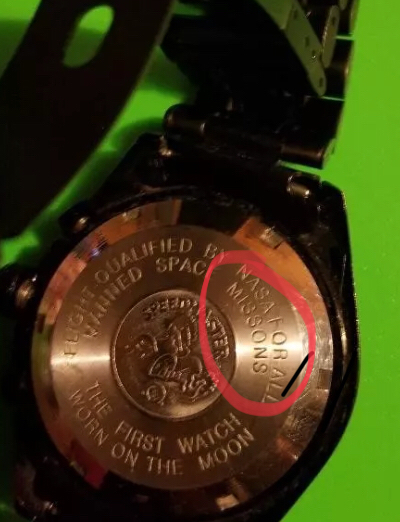 FLIGHT-QUALIFIED BY NASA FOR ALL
MANNED SPACE MISSONS
SPEEDMASTER
THE FIRST WATCH
WORN ON THE MOON